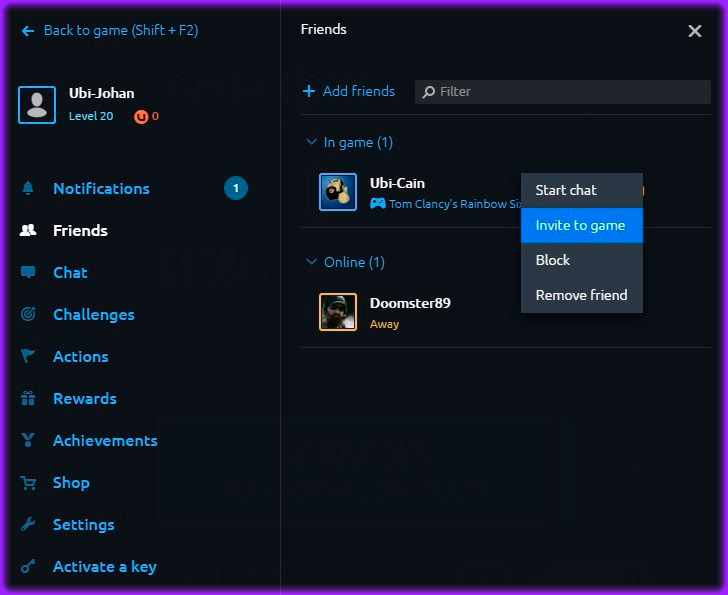 Back to game (Shift + F2)
Ubi-Johan
Level 20
0
Notifications
1
Friends
Chat
Challenges
Actions
Rewards
Achievements
Shop
Settings
Activate a key
Friends
Add friends
Filter
In game (1)
Ubi-Cain
Tom Clancy's Rainbow Six
Start chat
Invite to game
Block
Remove friend
Online (1)
Doomster89
Away